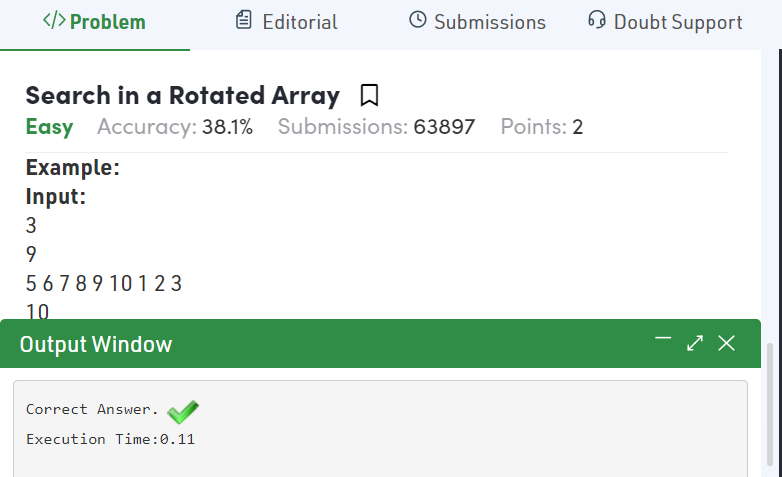 </> Problem Editorial Submissions Doubt Support
Search in a Rotated Array
Easy Accuracy: 38.1% Submissions: 63897 Points: 2
Example:
Input:
3
9
5 6 7 8 9 10 1 2 3
10
Output Window
Correct Answer.
Execution Time:0.11